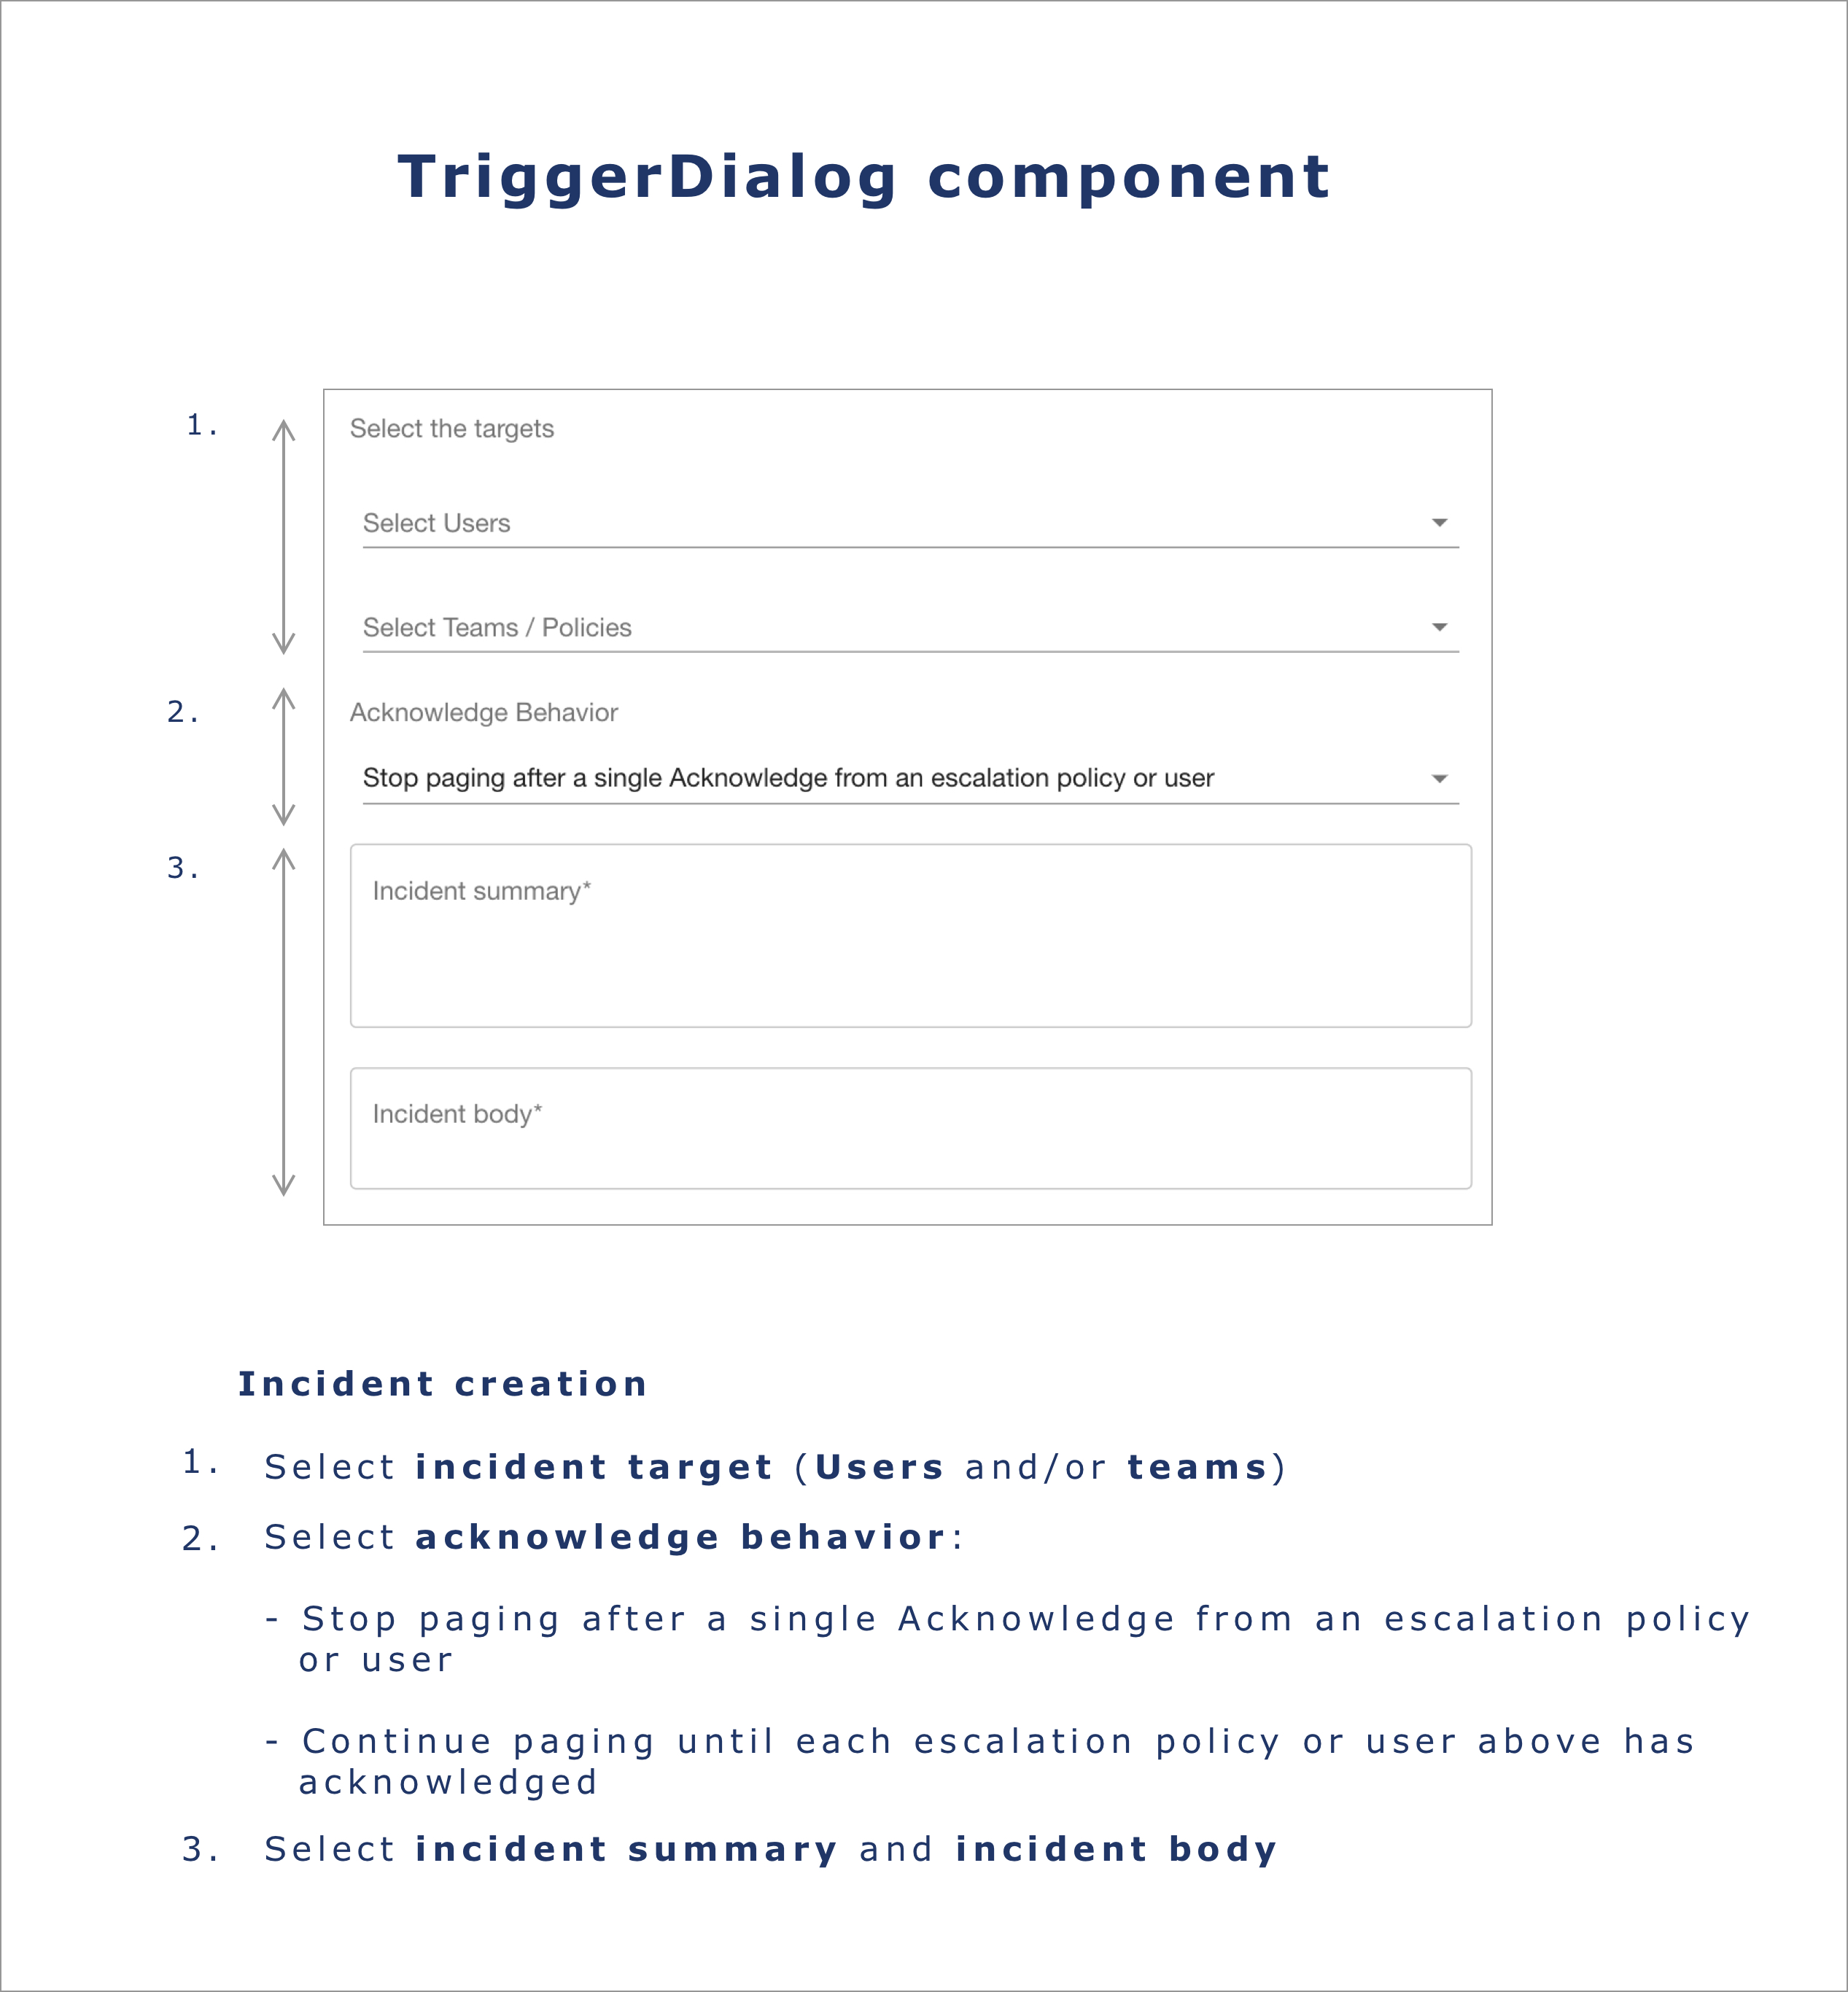 TriggerDialog component
1.
Select the targets
Select Users
Select Teams / Policies
2.
Acknowledge Behavior
Stop paging after a single Acknowledge from an escalation policy or user
3.
Incident summary*
Incident body*
Incident creation
1. Select incident target (Users and/or teams)
2. Select acknowledge behavior:
- Stop paging after a single Acknowledge from an escalation policy
or user
- Continue paging until each escalation policy or user above has
acknowledged
3. Select incident summary and incident body